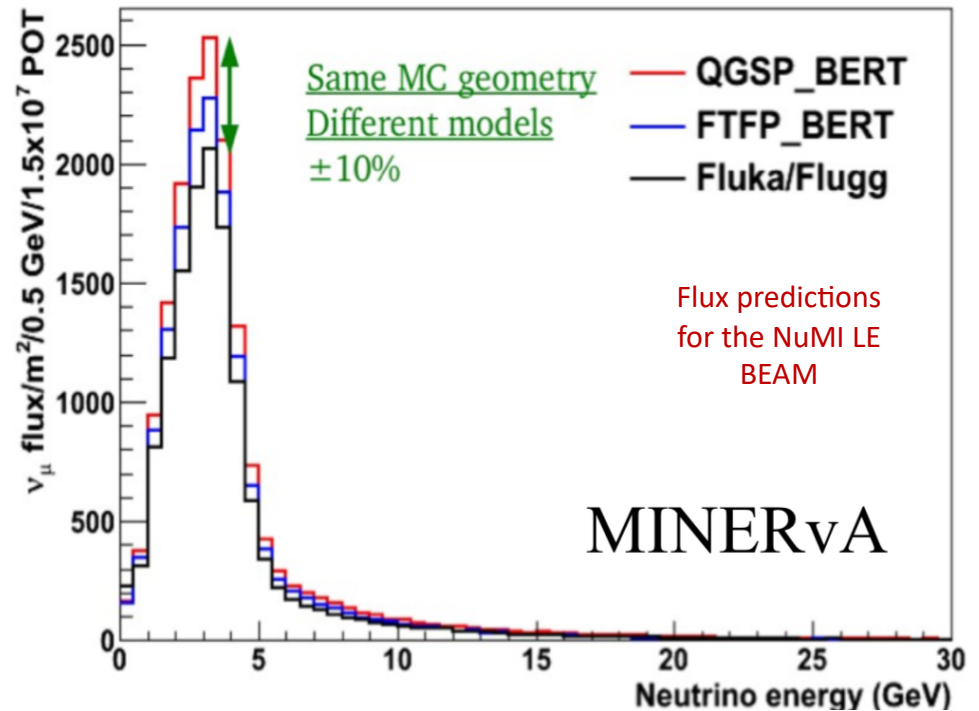 ν_μ flux/m²/0.5 GeV/1.5x10⁷ POT
2500
2000
1500
1000
500
0
Same MC geometry
Different models
±10%
QGSP_BERT
FTFP_BERT
Fluka/Flugg
Flux predictions
for the NuMI LE
BEAM
MINERvA
0 5 10 15 20 25 30
Neutrino energy (GeV)